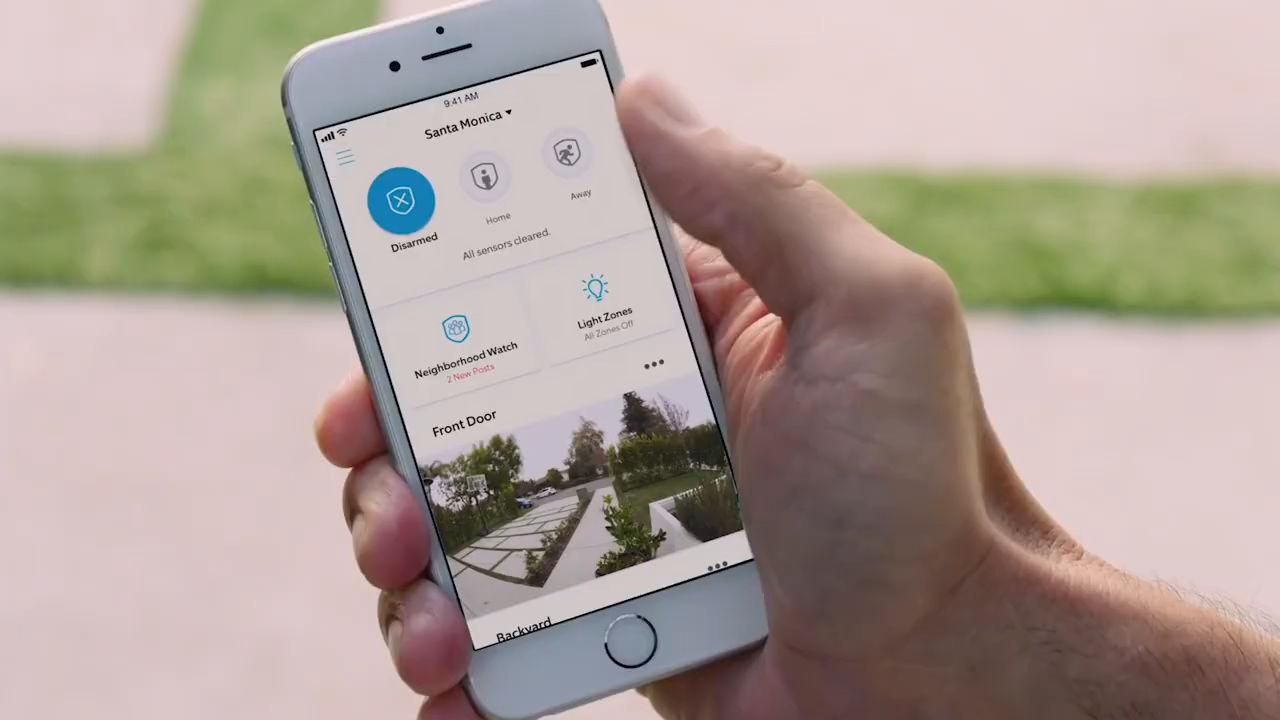 9:41 AM
Santa Monica
Disarmed
Home
Away
All sensors cleared.
Neighborhood Watch
2 New Posts
Light Zones
All Zones Off
Front Door
Backyard